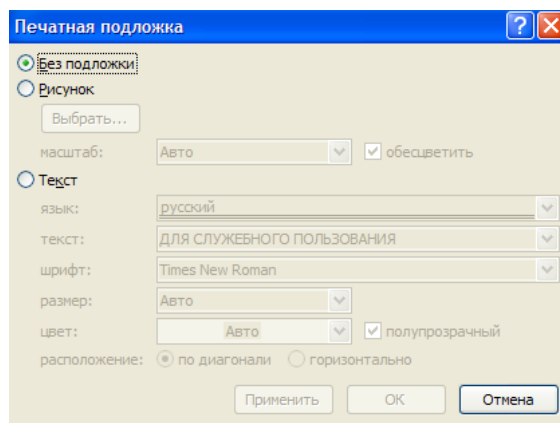 Печатная подложка
Без подложки
Рисунок
Выбрать...
масштаб: Авто обесцветить
Текст
язык: русский
текст: ДЛЯ СЛУЖЕБНОГО ПОЛЬЗОВАНИЯ
шрифт: Times New Roman
размер: Авто
цвет: Авто полупрозрачный
расположение: по диагонали горизонтально
Применить ОК Отмена